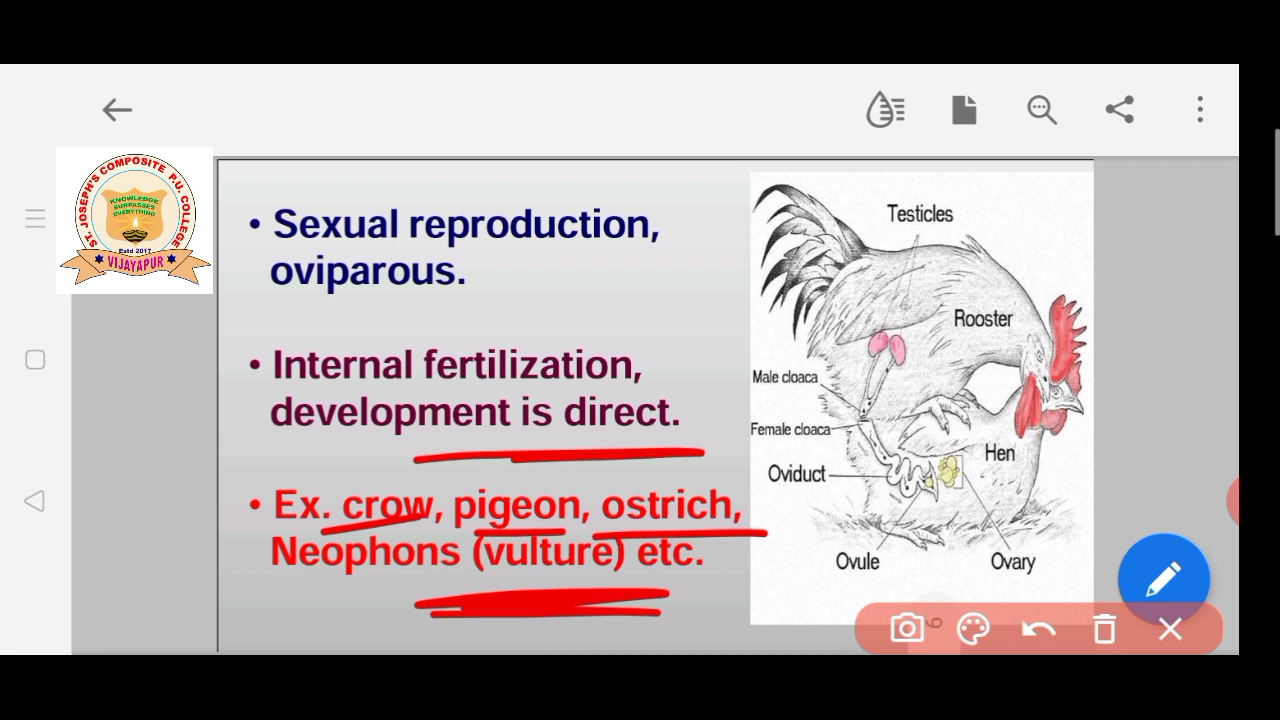 ST. JOSEPH'S COMPOSITE P.U. COLLEGE
KNOWLEDGE
SURPASSES
EVERYTHING
Estd 2017
VIJAYAPUR
• Sexual reproduction,
oviparous.
• Internal fertilization,
development is direct.
• Ex. crow, pigeon, ostrich,
Neophons (vulture) etc.
Testicles
Rooster
Male cloaca
Female cloaca
Hen
Oviduct
Ovule
Ovary